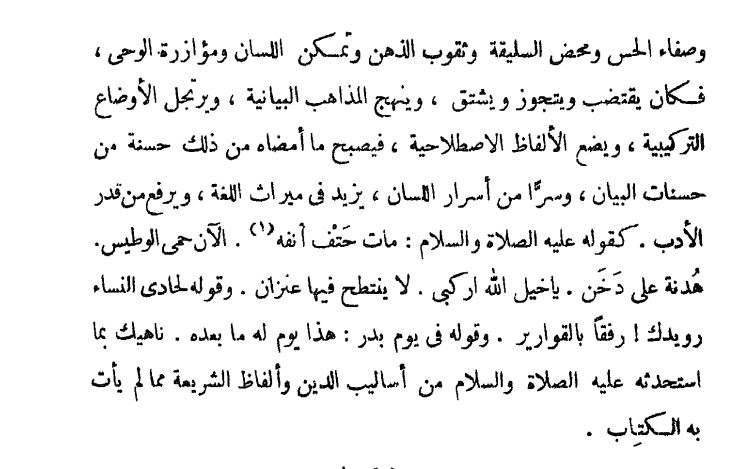 وصفاء الحس ومحض السليقة وثقوب الذهن وتمكن اللسان ومؤازرة الوحى ،
فكان يقتضب ويتجوز ويشتق ، وينهج المذاهب البيانية ، ويرتجل الأوضاع
التركيبية ، ويضع الألفاظ الاصطلاحية ، فيصبح ما أمضاه من ذلك حسنة من
حسنات البيان ، وسرًّا من أسرار اللسان ، يزيد فى ميراث اللغة ، ويرفع من قدر
الأدب . كقوله عليه الصلاة والسلام : مات حَتْف أنفه (١) . الآن حمى الوطيس.
هُدنة على دَخَن . ياخيل الله اركبى . لا ينتطح فيها عنزان . وقوله لحادى النساء
رويدك ! رفقاً بالقوارير . وقوله فى يوم بدر : هذا يوم له ما بعده . ناهيك بما
استحدثه عليه الصلاة والسلام من أساليب الدين وألفاظ الشريعة مما لم يأت
به الكتاب .